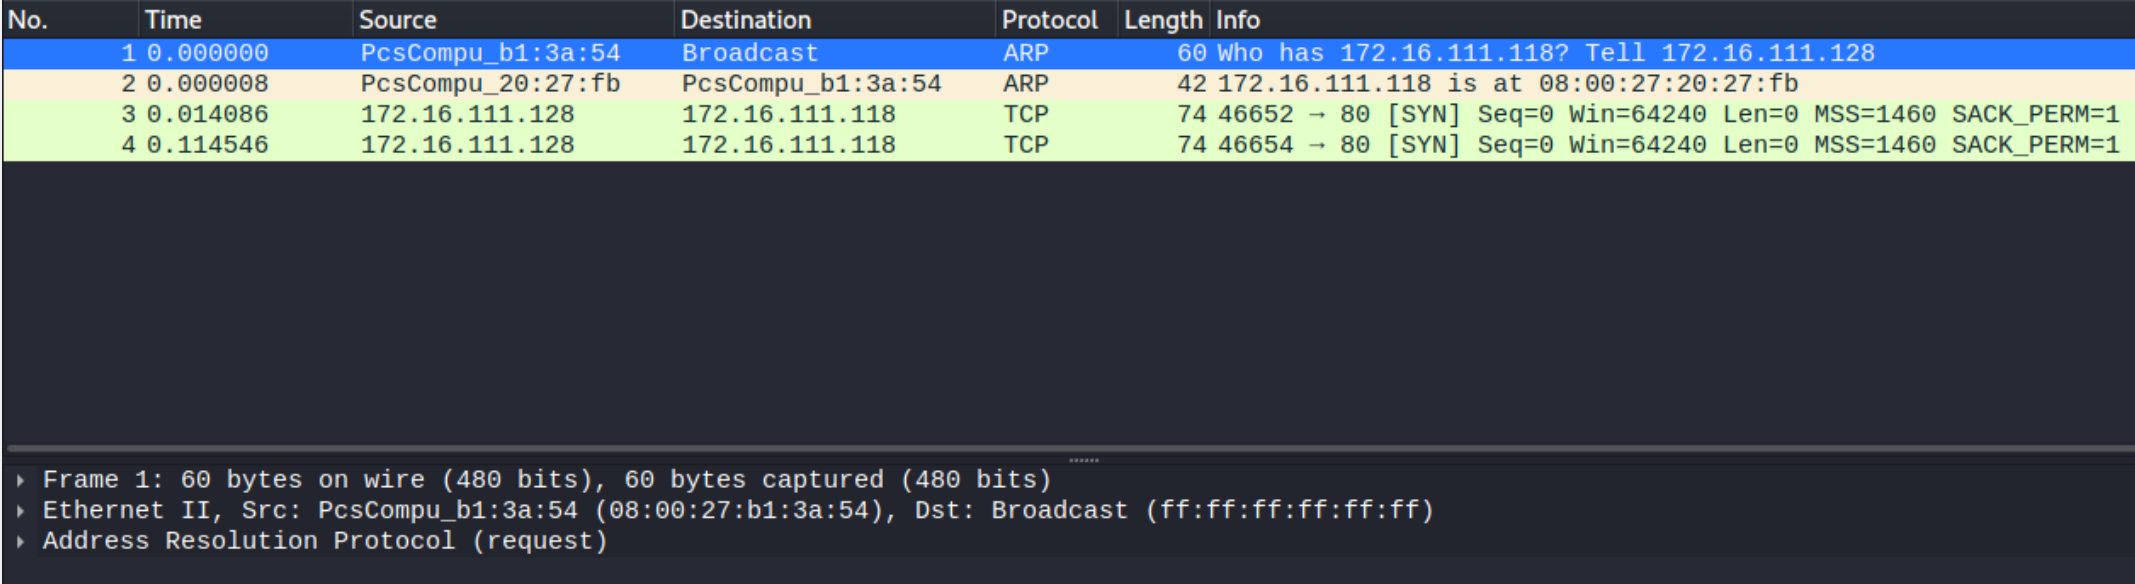 No. Time Source Destination Protocol Length Info
1 0.000000 PcsCompu_b1:3a:54 Broadcast ARP 60 Who has 172.16.111.118? Tell 172.16.111.128
2 0.000008 PcsCompu_20:27:fb PcsCompu_b1:3a:54 ARP 42 172.16.111.118 is at 08:00:27:20:27:fb
3 0.014086 172.16.111.128 172.16.111.118 TCP 74 46652 → 80 [SYN] Seq=0 Win=64240 Len=0 MSS=1460 SACK_PERM=1
4 0.114546 172.16.111.128 172.16.111.118 TCP 74 46654 → 80 [SYN] Seq=0 Win=64240 Len=0 MSS=1460 SACK_PERM=1
Frame 1: 60 bytes on wire (480 bits), 60 bytes captured (480 bits)
Ethernet II, Src: PcsCompu_b1:3a:54 (08:00:27:b1:3a:54), Dst: Broadcast (ff:ff:ff:ff:ff:ff)
Address Resolution Protocol (request)